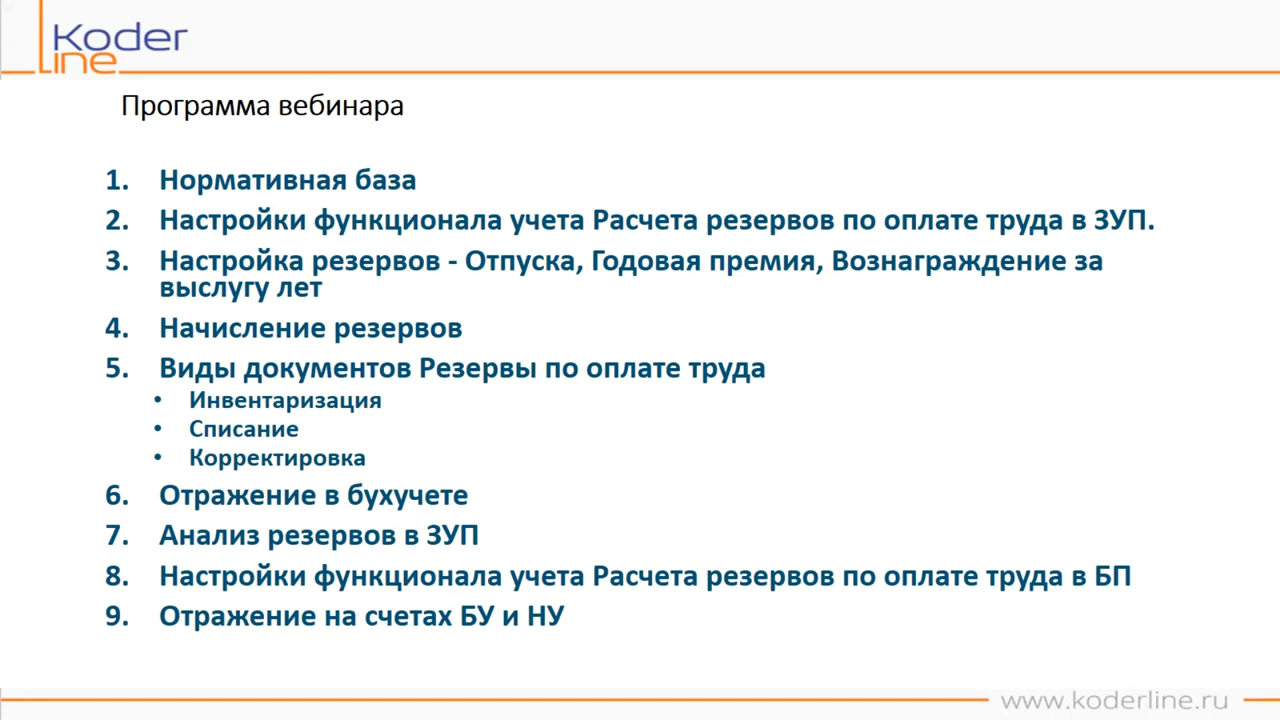 Koder
Line
Программа вебинара
1. Нормативная база
2. Настройки функционала учета Расчета резервов по оплате труда в ЗУП.
3. Настройка резервов - Отпуска, Годовая премия, Вознаграждение за
выслугу лет
4. Начисление резервов
5. Виды документов Резервы по оплате труда
• Инвентаризация
• Списание
• Корректировка
6. Отражение в бухучете
7. Анализ резервов в ЗУП
8. Настройки функционала учета Расчета резервов по оплате труда в БП
9. Отражение на счетах БУ и НУ
www.koderline.ru